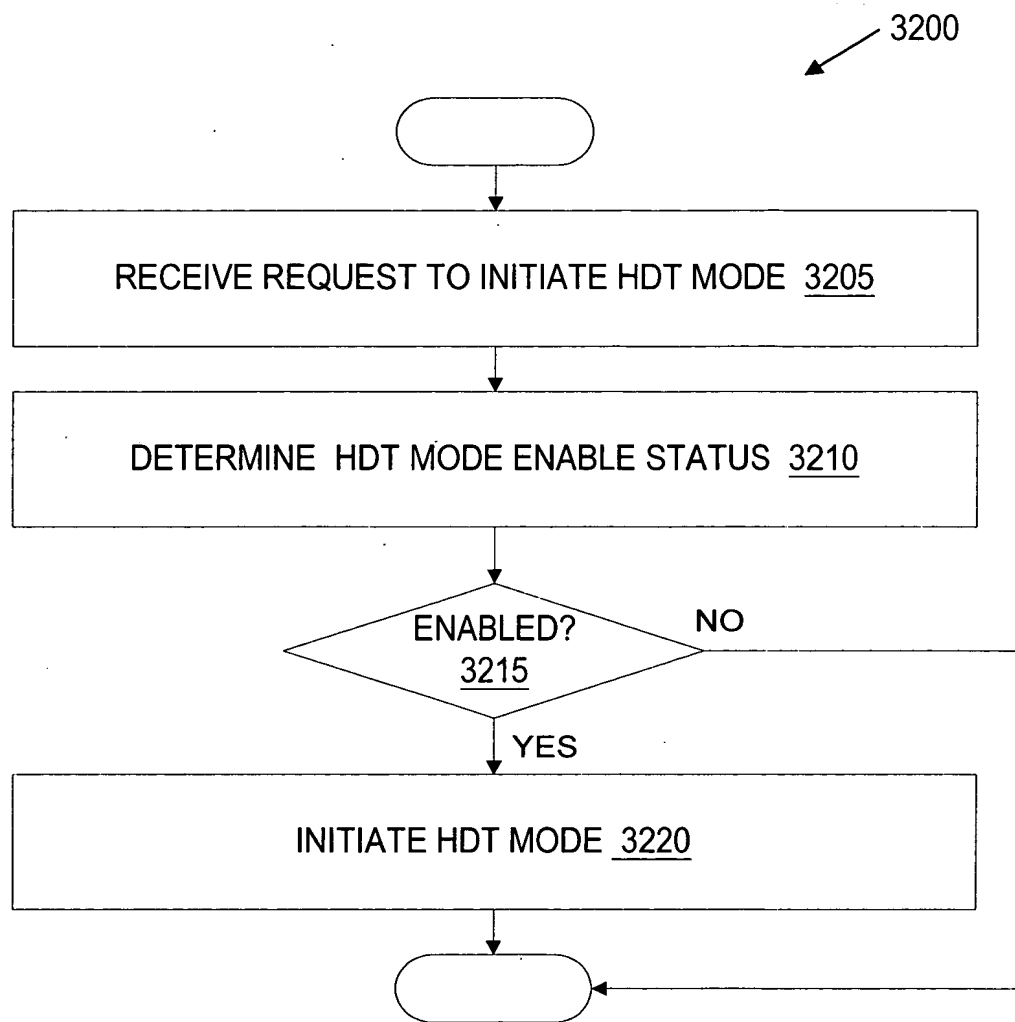 3200
RECEIVE REQUEST TO INITIATE HDT MODE 3205
DETERMINE HDT MODE ENABLE STATUS 3210
ENABLED?
3215
NO
YES
INITIATE HDT MODE 3220